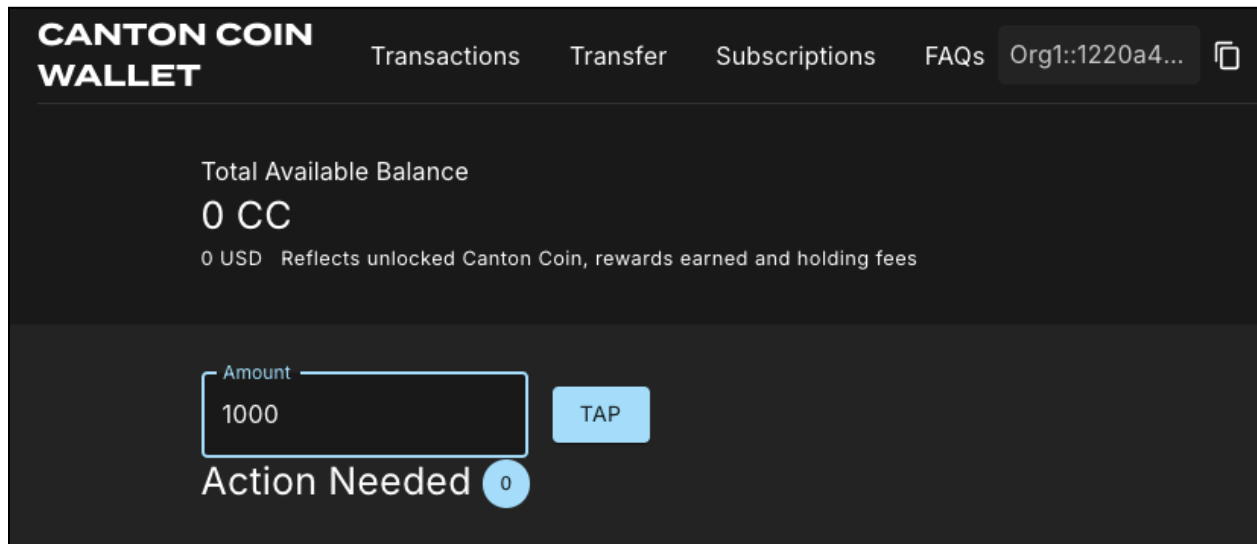 CANTON COIN
WALLET
Transactions Transfer Subscriptions FAQs Org1::1220a4...
Total Available Balance
0 CC
0 USD Reflects unlocked Canton Coin, rewards earned and holding fees
Amount
1000
TAP
Action Needed 0